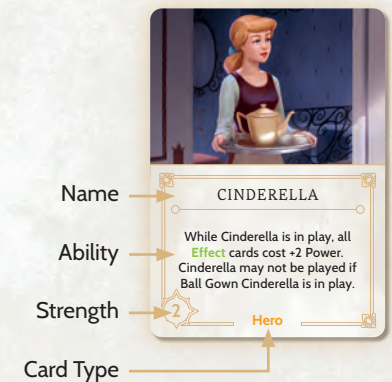 Name
CINDERELLA
Ability
While Cinderella is in play, all
Effect cards cost +2 Power.
Cinderella may not be played if
Ball Gown Cinderella is in play.
Strength
2
Hero
Card Type